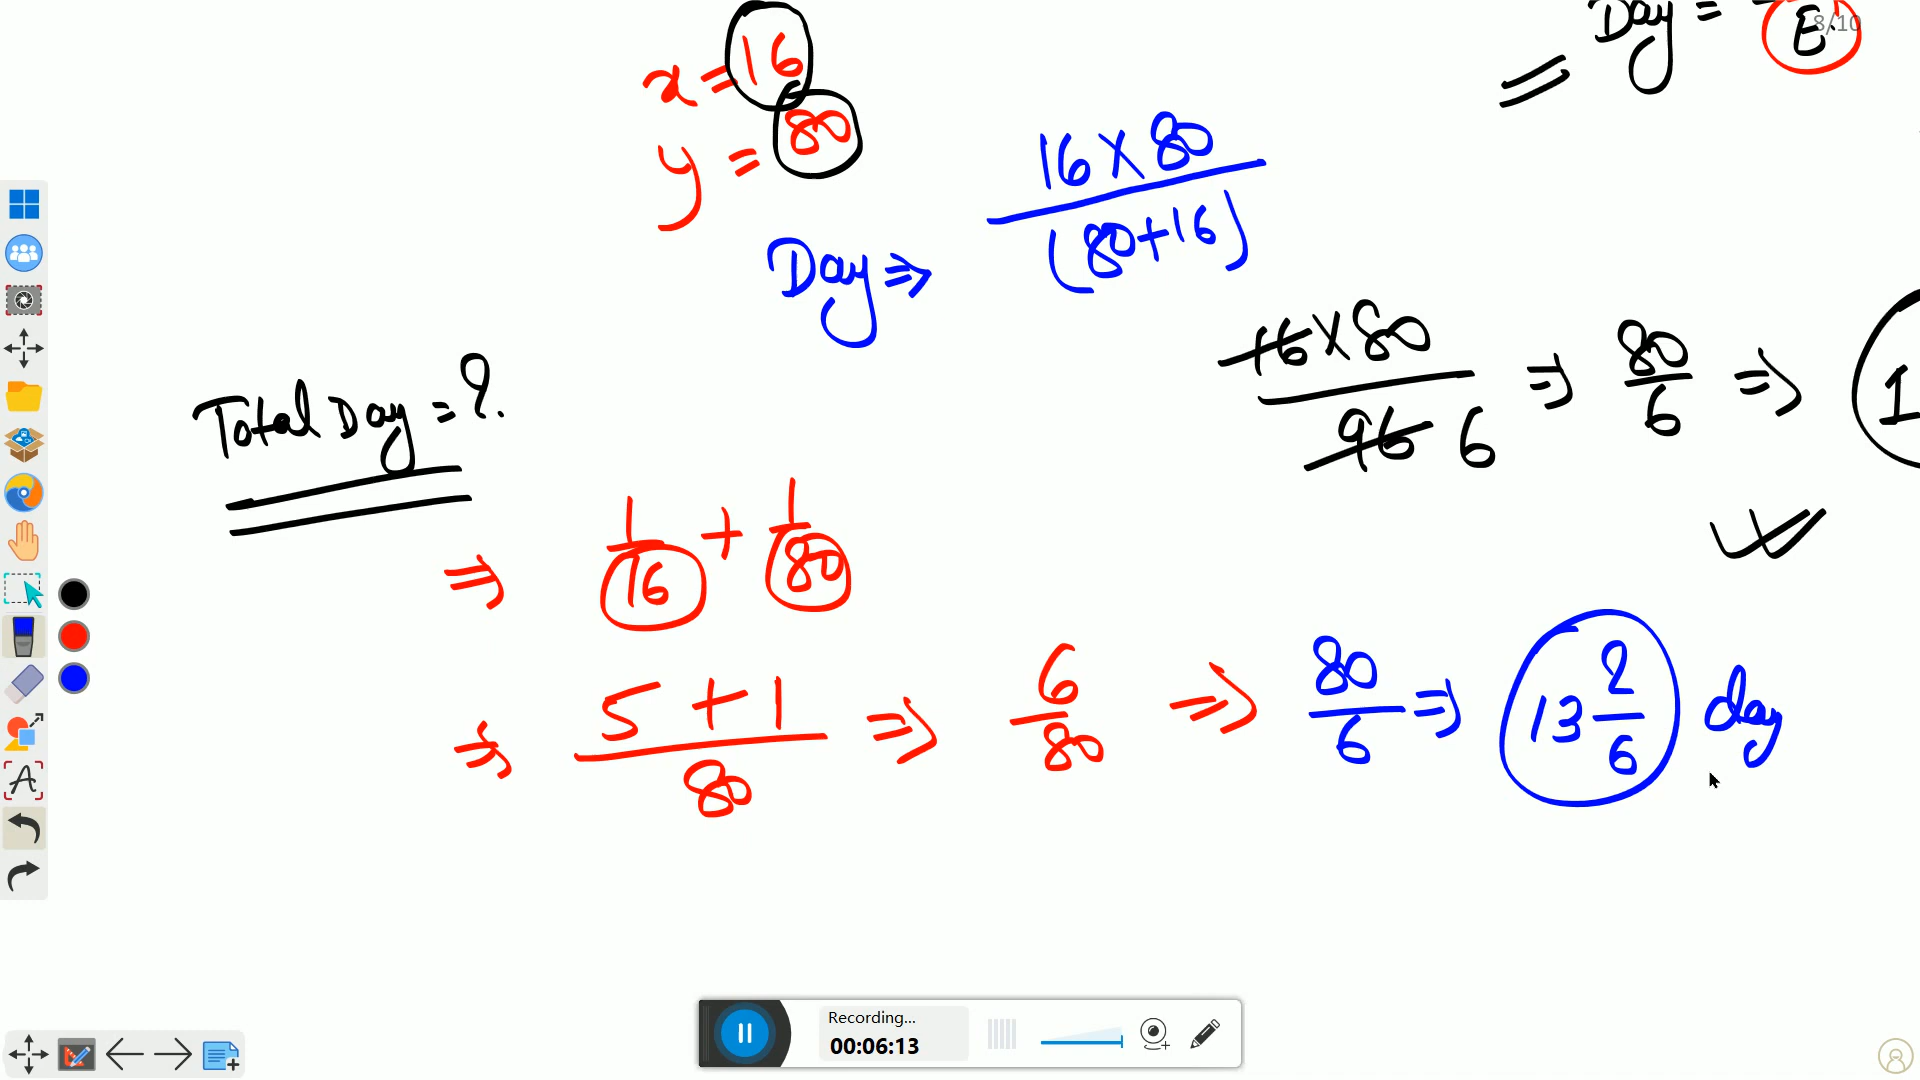 x = 16
y = 80
Day =
E
8/10
Day ⇒ 16 × 80 / (80+16)
16 × 80 / 96 6 ⇒ 80/6 ⇒ 1
Total Day = ?
⇒ 1/16 + 1/80
⇒ 5 + 1 / 80 ⇒ 6/80 ⇒ 80/6 ⇒ 13 2/6 day
Recording...
00:06:13